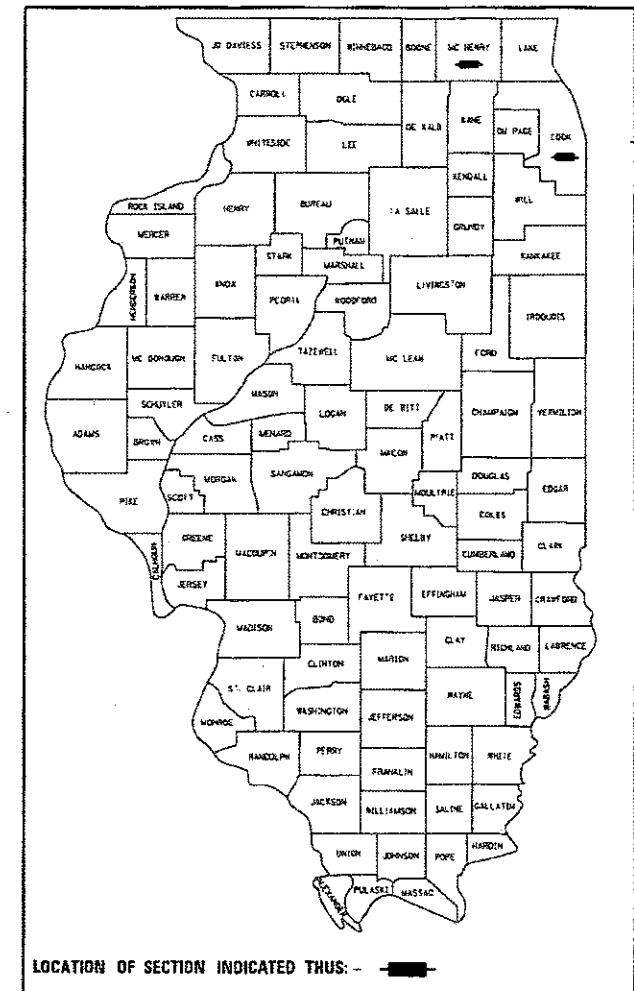 JO DAVIESS STEPHENSON WINNEBAGO BOONE MC HENRY LAKE
CARROLL OGLE DE KALB KANE DU PAGE COOK
WHITESIDE LEE
KENDALL WILL
ROCK ISLAND HENRY BUREAU LA SALLE GRUNDY
MERCER PUTNAM
STARK MARSHALL KANKAKEE
HENDERSON WARREN KNOX PEORIA WOODFORD LIVINGSTON IROQUOIS
HANCOCK MC DONOUGH FULTON TAZEWELL MC LEAN FORD
SCHUYLER MASON
ADAMS BROWN CASS MENARD LOGAN DE WITT CHAMPAIGN VERMILION
PIATT
MACON
PIKE SCOTT MORGAN SANGAMON DOUGLAS EDGAR
MOULTRIE
CHRISTIAN COLES
CALHOUN GREENE MACOUPIN MONTGOMERY SHELBY CUMBERLAND CLARK
JERSEY
FAYETTE EFFINGHAM JASPER CRAWFORD
MADISON BOND
CLAY RICHLAND LAWRENCE
CLINTON MARION
ST. CLAIR WAYNE EDWARDS WABASH
MONROE WASHINGTON JEFFERSON
RANDOLPH PERRY HAMILTON WHITE
FRANKLIN
JACKSON WILLIAMSON SALINE GALLATIN
UNION JOHNSON POPE HARDIN
ALEXANDER PULASKI MASSAC
LOCATION OF SECTION INDICATED THUS: -